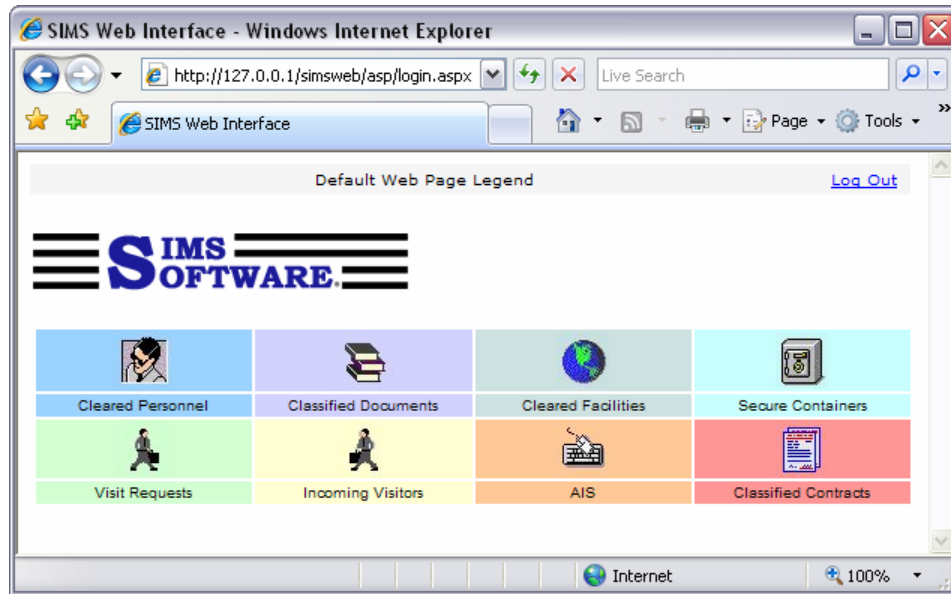 SIMS Web Interface - Windows Internet Explorer
http://127.0.0.1/simsweb/asp/login.aspx Live Search
SIMS Web Interface Page Tools »
Default Web Page Legend Log Out
SIMS
SOFTWARE.
Cleared Personnel Classified Documents Cleared Facilities Secure Containers
Visit Requests Incoming Visitors AIS Classified Contracts
Internet 100%